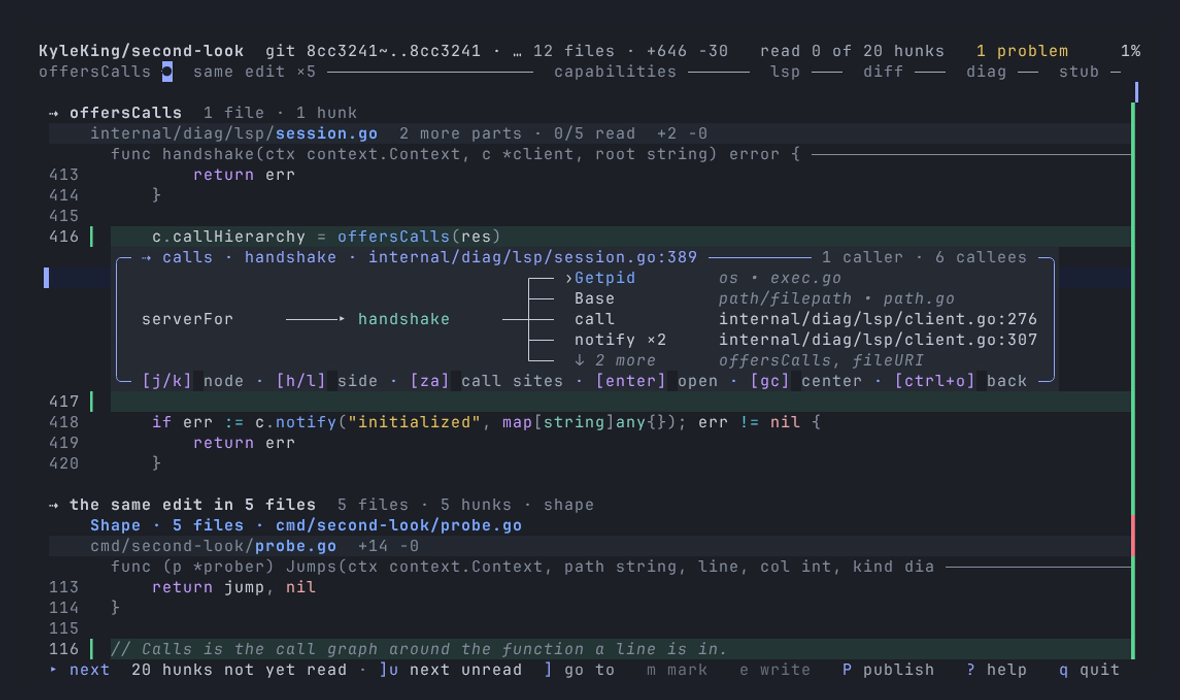 KyleKing/second-look  git 8cc3241~..8cc3241 · … 12 files · +646 -30   read 0 of 20 hunks   1 problem   1%
offersCalls ● same edit ×5 capabilities lsp diff diag stub
⇢ offersCalls  1 file · 1 hunk
internal/diag/lsp/session.go  2 more parts · 0/5 read  +2 -0
func handshake(ctx context.Context, c *client, root string) error {
413 return err
414 }
415
416 c.callHierarchy = offersCalls(res)
⇢ calls · handshake · internal/diag/lsp/session.go:389 1 caller · 6 callees
›Getpid os • exec.go
Base path/filepath • path.go
serverFor ▸ handshake call internal/diag/lsp/client.go:276
notify ×2 internal/diag/lsp/client.go:307
↓ 2 more offersCalls, fileURI
[j/k] node · [h/l] side · [za] call sites · [enter] open · [gc] center · [ctrl+o] back
417
418 if err := c.notify("initialized", map[string]any{}); err != nil {
419 return err
420 }
⇢ the same edit in 5 files  5 files · 5 hunks · shape
Shape · 5 files · cmd/second-look/probe.go
cmd/second-look/probe.go  +14 -0
func (p *prober) Jumps(ctx context.Context, path string, line, col int, kind dia
113 return jump, nil
114 }
115
116 // Calls is the call graph around the function a line is in.
▸ next  20 hunks not yet read · ]u next unread  ] go to   m mark   e write   P publish   ? help   q quit